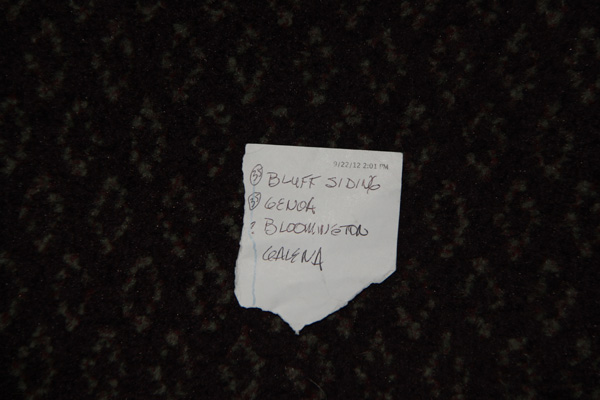 9/22/12 2:01 PM
BLUFF SIDING
GENOA
? BLOOMINGTON
GALENA